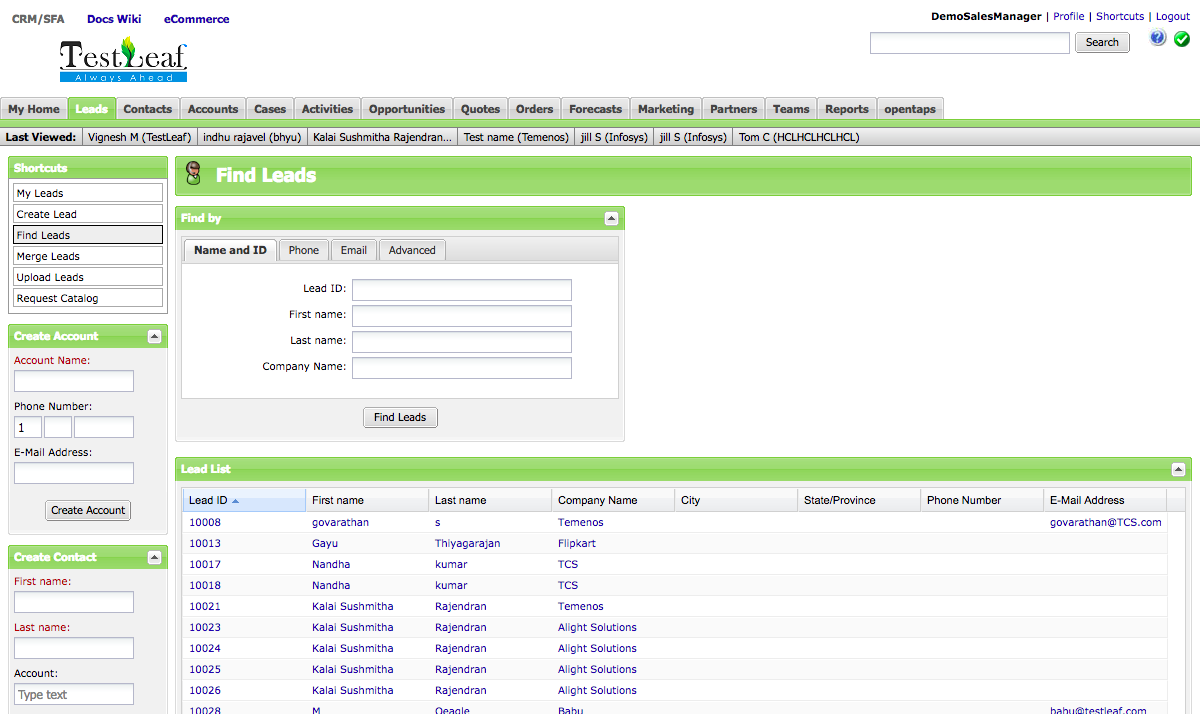 CRM/SFA Docs Wiki eCommerce
DemoSalesManager | Profile | Shortcuts | Logout
Search
TestLeaf
Always Ahead
My Home Leads Contacts Accounts Cases Activities Opportunities Quotes Orders Forecasts Marketing Partners Teams Reports opentaps
Last Viewed: Vignesh M (TestLeaf) indhu rajavel (bhyu) Kalai Sushmitha Rajendran... Test name (Temenos) jill S (Infosys) jill S (Infosys) Tom C (HCLHCLHCLHCL)
Shortcuts
My Leads
Create Lead
Find Leads
Merge Leads
Upload Leads
Request Catalog
Create Account
Account Name:
Phone Number:
1
E-Mail Address:
Create Account
Create Contact
First name:
Last name:
Account:
Type text
Find Leads
Find by
Name and ID Phone Email Advanced
Lead ID:
First name:
Last name:
Company Name:
Find Leads
Lead List
Lead ID First name Last name Company Name City State/Province Phone Number E-Mail Address
10008 govarathan s Temenos govarathan@TCS.com
10013 Gayu Thiyagarajan Flipkart
10017 Nandha kumar TCS
10018 Nandha kumar TCS
10021 Kalai Sushmitha Rajendran Temenos
10023 Kalai Sushmitha Rajendran Alight Solutions
10024 Kalai Sushmitha Rajendran Alight Solutions
10025 Kalai Sushmitha Rajendran Alight Solutions
10026 Kalai Sushmitha Rajendran Alight Solutions
10028 M Babu babu@testleaf.com